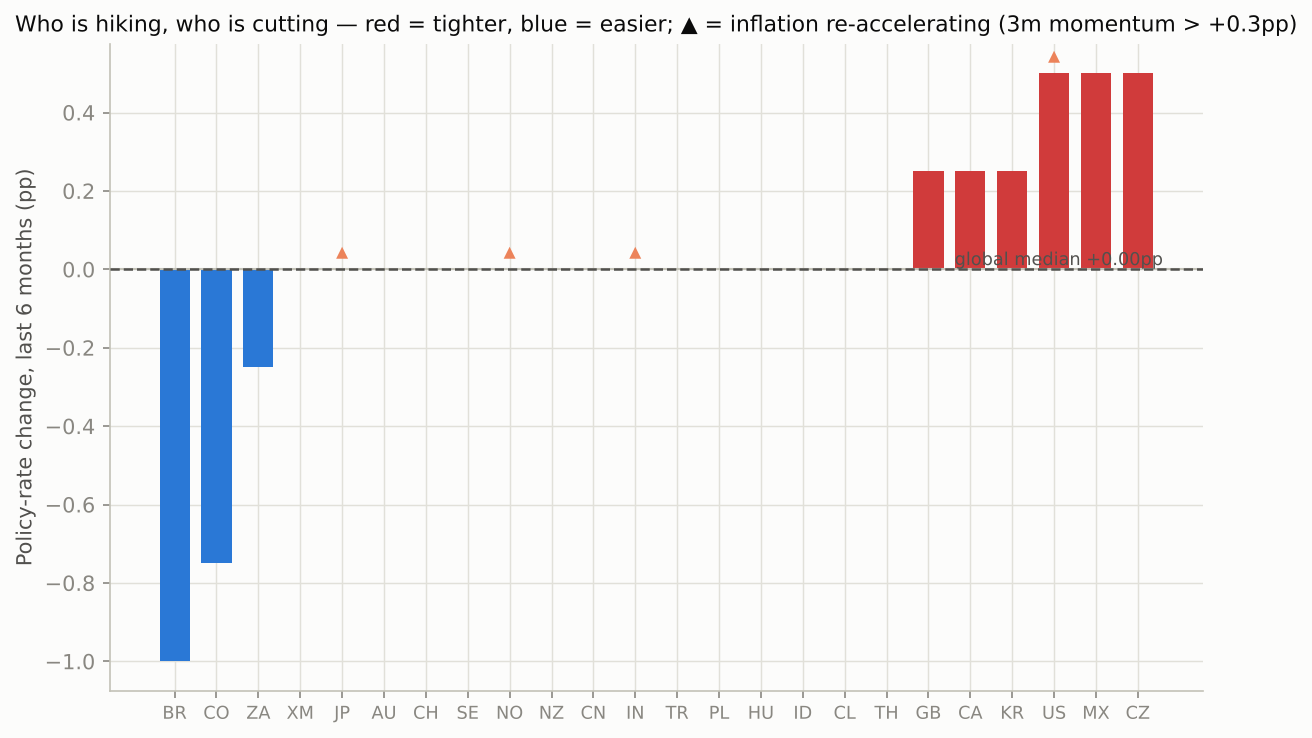 Who is hiking, who is cutting — red = tighter, blue = easier; ▲ = inflation re-accelerating (3m momentum > +0.3pp)
Policy-rate change, last 6 months (pp)
0.4
0.2
0.0
−0.2
−0.4
−0.6
−0.8
−1.0
global median +0.00pp
BR CO ZA XM JP AU CH SE NO NZ CN IN TR PL HU ID CL TH GB CA KR US MX CZ